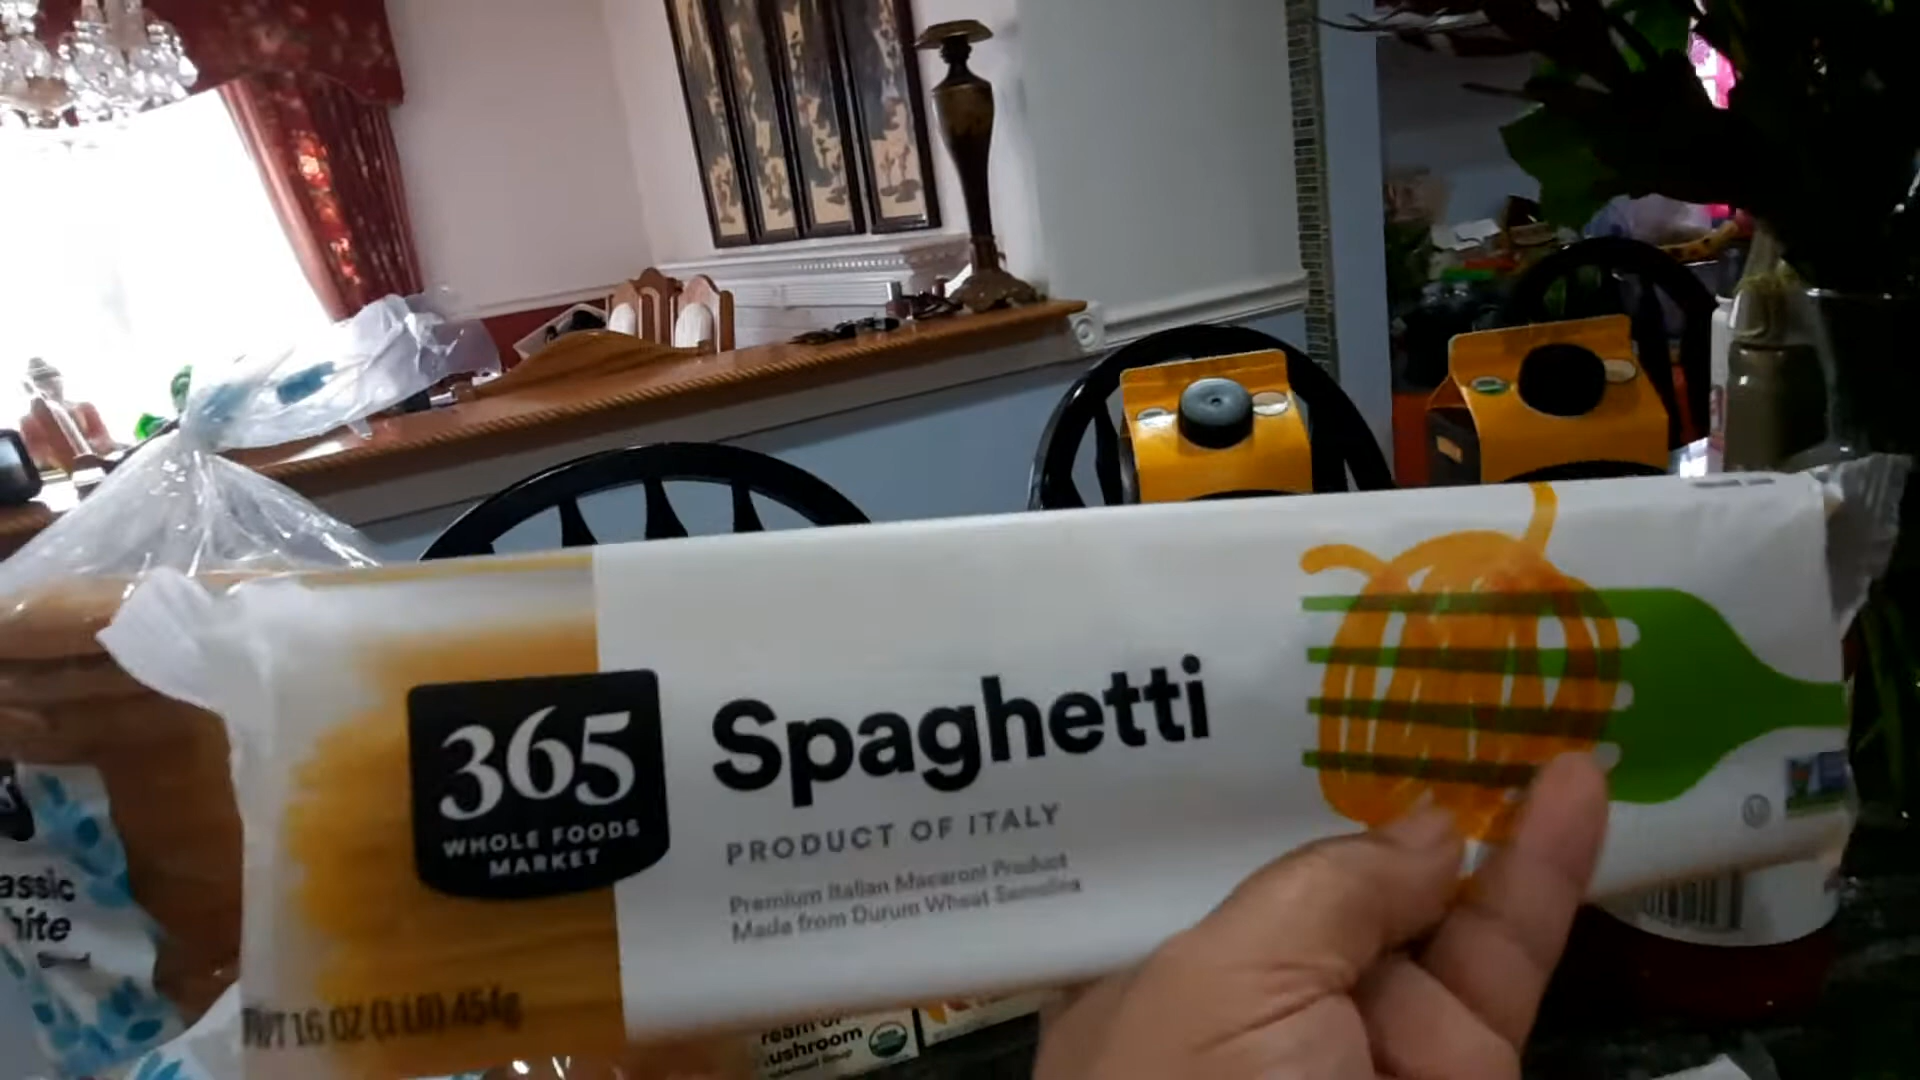 365
WHOLE FOODS
MARKET
Spaghetti
PRODUCT OF ITALY
Premium Italian Macaroni Product
Made from Durum Wheat Semolina
WT 16 OZ (1 LB) 454g
assic
hite
ream of
ushroom